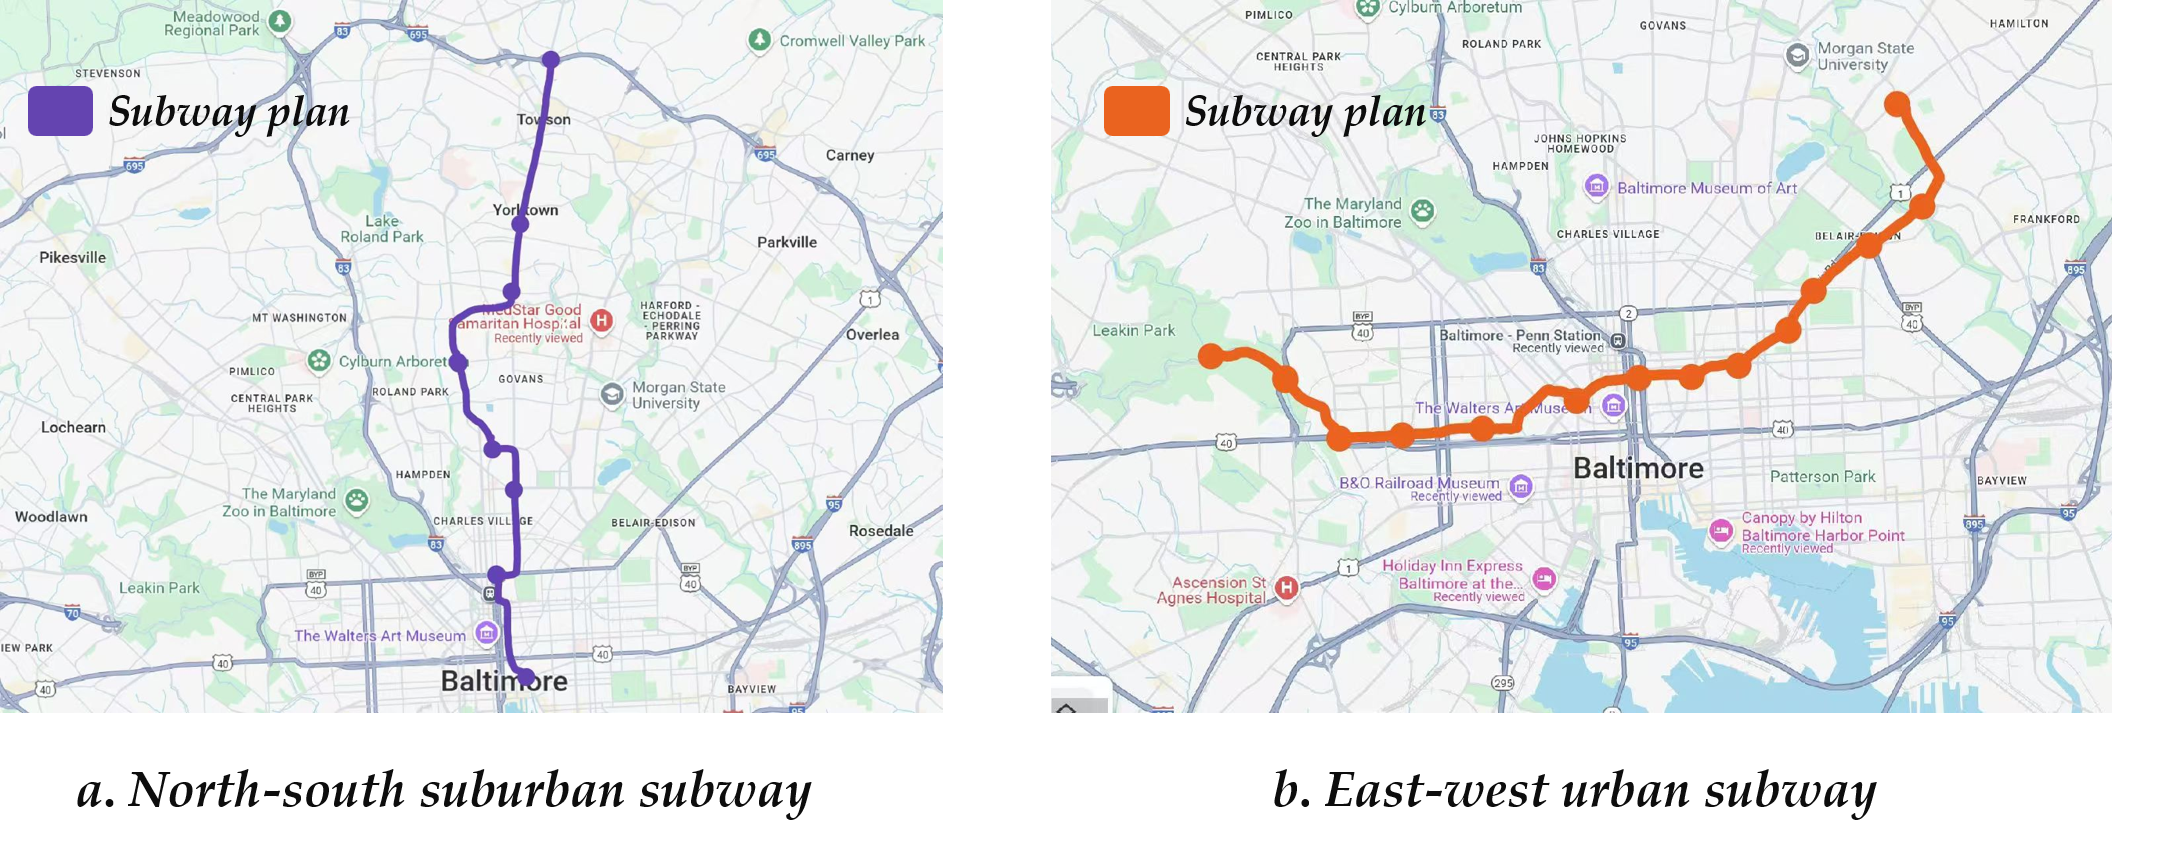 Meadowood
Regional Park
83
695
Cromwell Valley Park
STEVENSON
Subway plan
Towson
695
695
Carney
Lake
Roland Park
Yorktown
Parkville
Pikesville
83
1
MT WASHINGTON
MedStar Good
Samaritan Hospital
Recently viewed
H
HARFORD -
ECHODALE
- PERRING
PARKWAY
Overlea
Cylburn
PIMLICO
GOVANS
ROLAND PARK
Morgan State
University
CENTRAL PARK
HEIGHTS
Lochearn
HAMPDEN
The Maryland
Zoo in Baltimore
Woodlawn
CHARLES VILLAGE
BELAIR-EDISON
95
Rosedale
83
895
Leakin Park
BYP
40
BYP
40
70
The Walters Art Museum
IEW PARK
40
40
Baltimore
40
BAYVIEW
95
a. North-south suburban subway
PIMLICO
Cylburn Arboretum
GOVANS
HAMILTON
ROLAND PARK
CENTRAL PARK
HEIGHTS
Morgan State
University
Subway plan
83
JOHNS HOPKINS
HOMEWOOD
HAMPDEN
Baltimore Museum of Art
1
The Maryland
Zoo in Baltimore
FRANKFORD
CHARLES VILLAGE
BELAIR-EDISON
83
895
Leakin Park
BYP
40
2
BYP
40
Baltimore - Penn Station
Recently viewed
The Walters Art Museum
40
40
Baltimore
Patterson Park
B&O Railroad Museum
Recently viewed
BAYVIEW
95
895
Canopy by Hilton
Baltimore Harbor Point
Recently viewed
1
Holiday Inn Express
Baltimore at the...
Recently viewed
Ascension St
Agnes Hospital
H
95
95
295
b. East-west urban subway